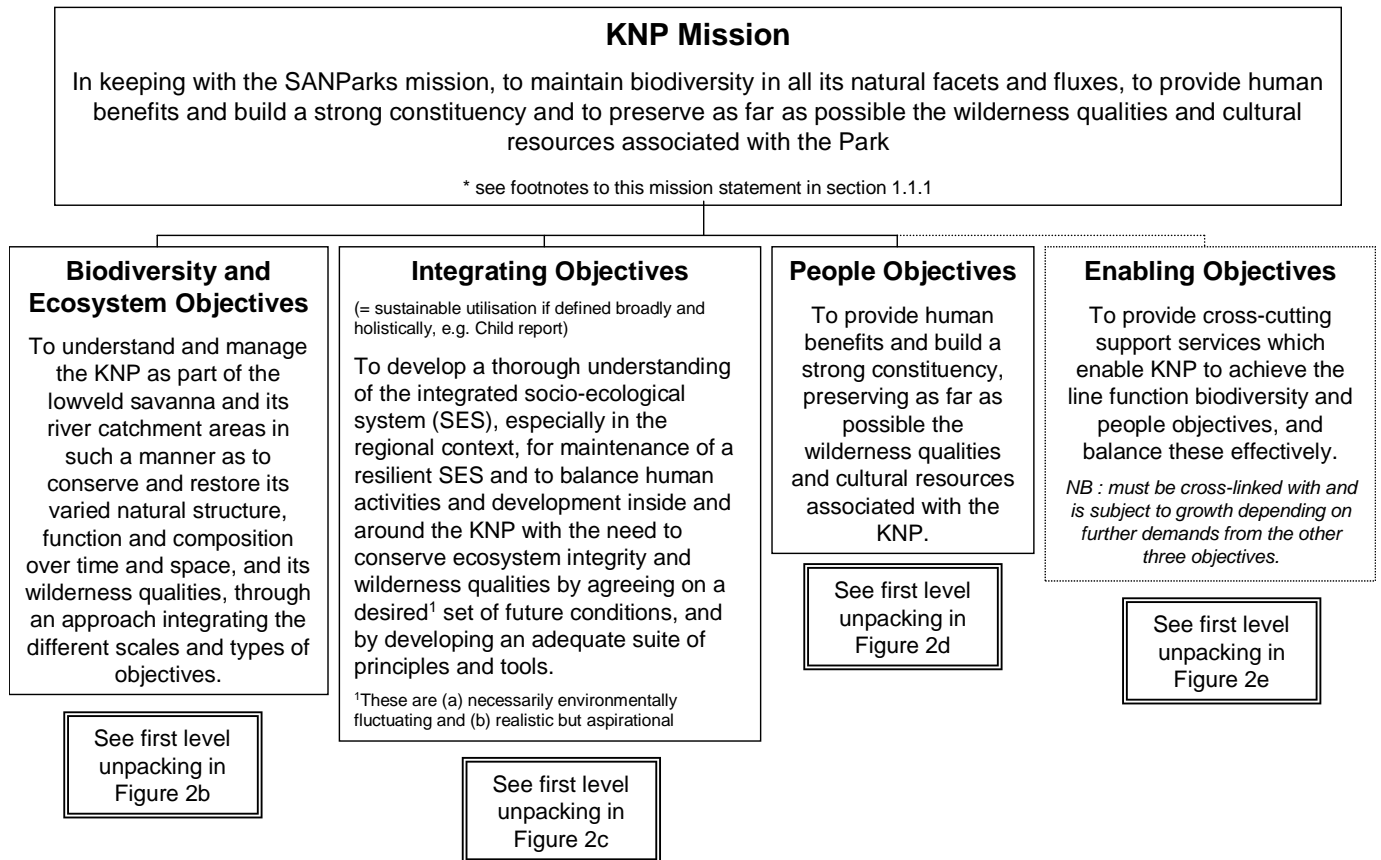 KNP Mission
In keeping with the SANParks mission, to maintain biodiversity in all its natural facets and fluxes, to provide human
benefits and build a strong constituency and to preserve as far as possible the wilderness qualities and cultural
resources associated with the Park
* see footnotes to this mission statement in section 1.1.1
Biodiversity and
Ecosystem Objectives
To understand and manage
the KNP as part of the
lowveld savanna and its
river catchment areas in
such a manner as to
conserve and restore its
varied natural structure,
function and composition
over time and space, and its
wilderness qualities, through
an approach integrating the
different scales and types of
objectives.
See first level
unpacking in
Figure 2b
Integrating Objectives
(= sustainable utilisation if defined broadly and
holistically, e.g. Child report)
To develop a thorough understanding
of the integrated socio-ecological
system (SES), especially in the
regional context, for maintenance of a
resilient SES and to balance human
activities and development inside and
around the KNP with the need to
conserve ecosystem integrity and
wilderness qualities by agreeing on a
desired¹ set of future conditions, and
by developing an adequate suite of
principles and tools.
¹These are (a) necessarily environmentally
fluctuating and (b) realistic but aspirational
See first level
unpacking in
Figure 2c
People Objectives
To provide human
benefits and build a
strong constituency,
preserving as far as
possible the
wilderness qualities
and cultural resources
associated with the
KNP.
See first level
unpacking in
Figure 2d
Enabling Objectives
To provide cross-cutting
support services which
enable KNP to achieve the
line function biodiversity and
people objectives, and
balance these effectively.
NB : must be cross-linked with and
is subject to growth depending on
further demands from the other
three objectives.
See first level
unpacking in
Figure 2e